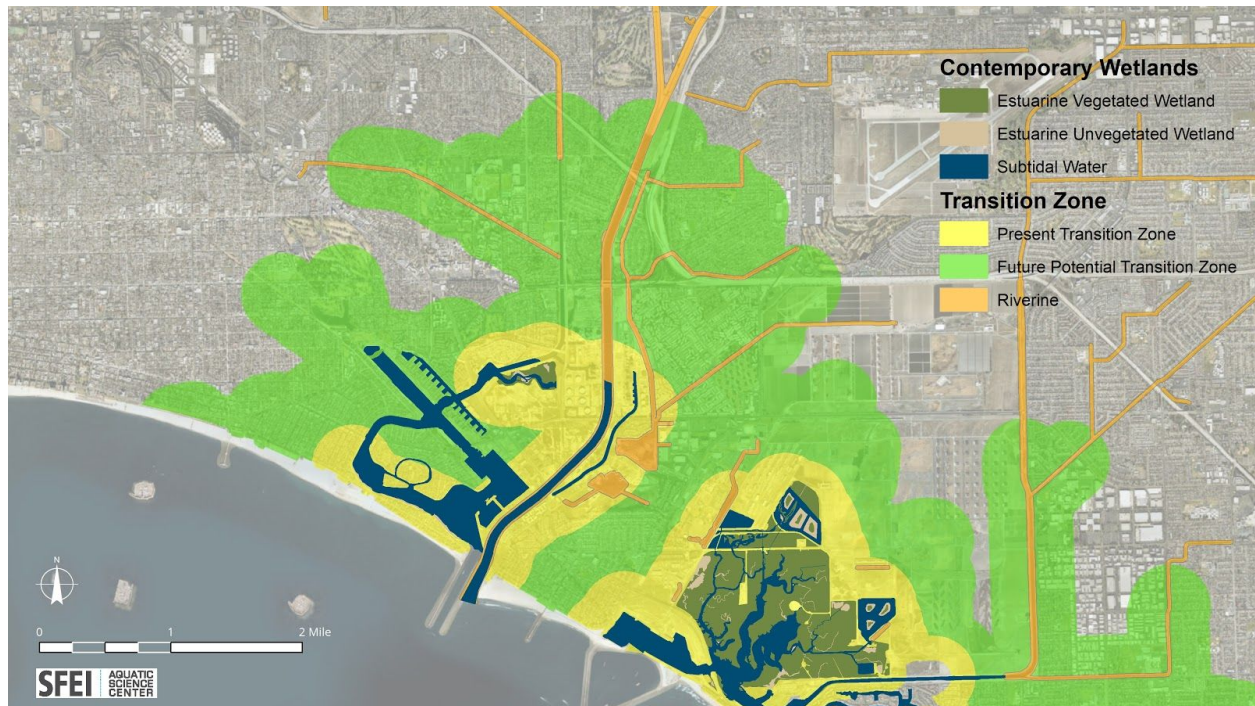 Contemporary Wetlands
Estuarine Vegetated Wetland
Estuarine Unvegetated Wetland
Subtidal Water
Transition Zone
Present Transition Zone
Future Potential Transition Zone
Riverine
N
0 1 2 Mile
SFEI AQUATIC
SCIENCE
CENTER